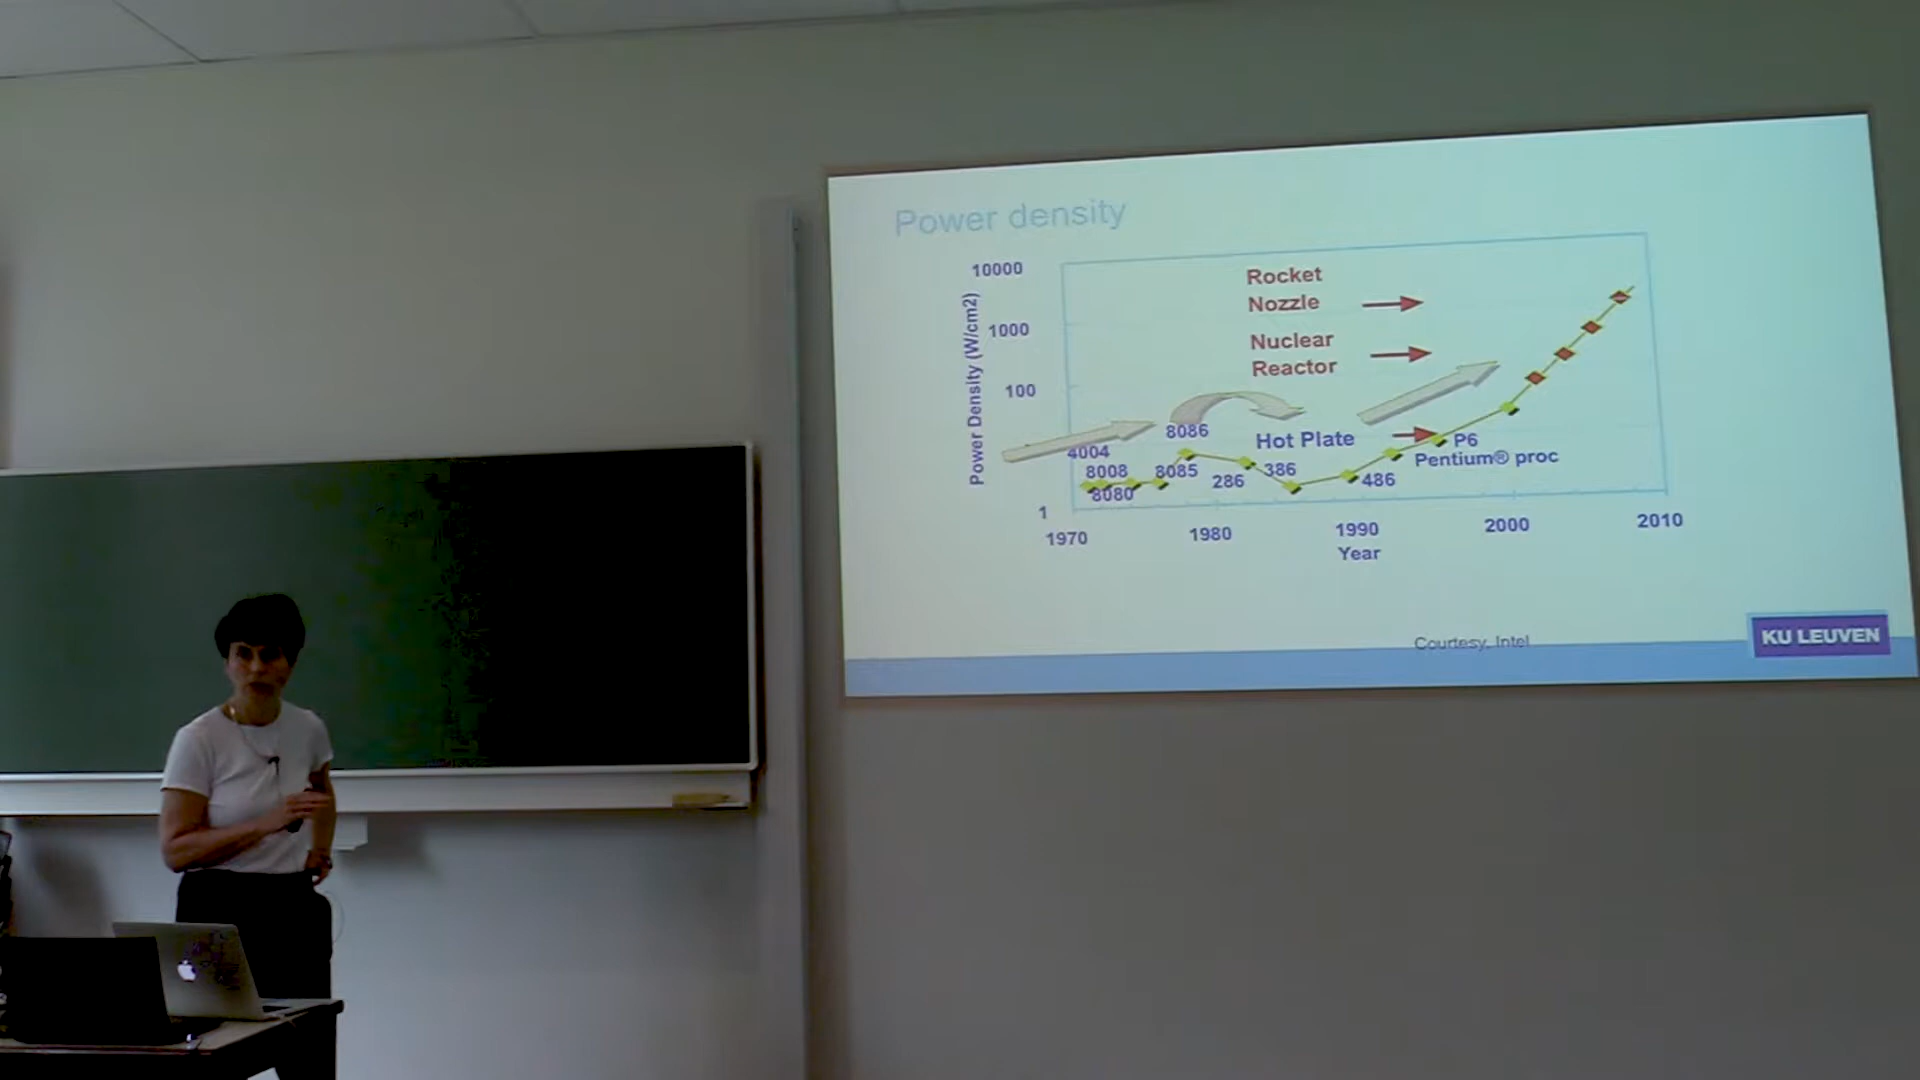 Power density
10000
1000
100
1
Power Density (W/cm2)
Rocket
Nozzle
Nuclear
Reactor
Hot Plate
4004
8008
8080
8086
8085
286
386
486
P6
Pentium® proc
1970
1980
1990
2000
2010
Year
Courtesy, Intel
KU LEUVEN